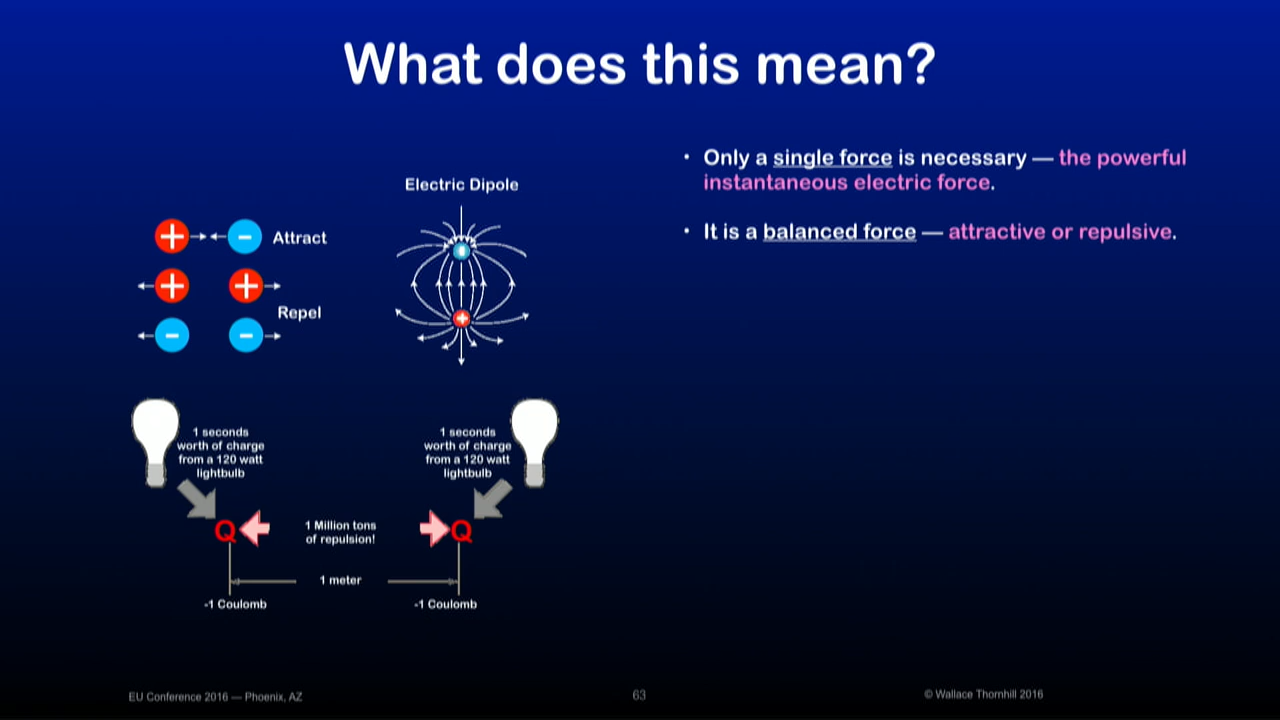 What does this mean?
• Only a single force is necessary — the powerful
instantaneous electric force.
• It is a balanced force — attractive or repulsive.
Electric Dipole
+ - Attract
+ +
Repel
- -
+
1 seconds
worth of charge
from a 120 watt
lightbulb
1 seconds
worth of charge
from a 120 watt
lightbulb
Q
1 Million tons
of repulsion!
Q
1 meter
-1 Coulomb
-1 Coulomb
EU Conference 2016 — Phoenix, AZ
63
© Wallace Thornhill 2016